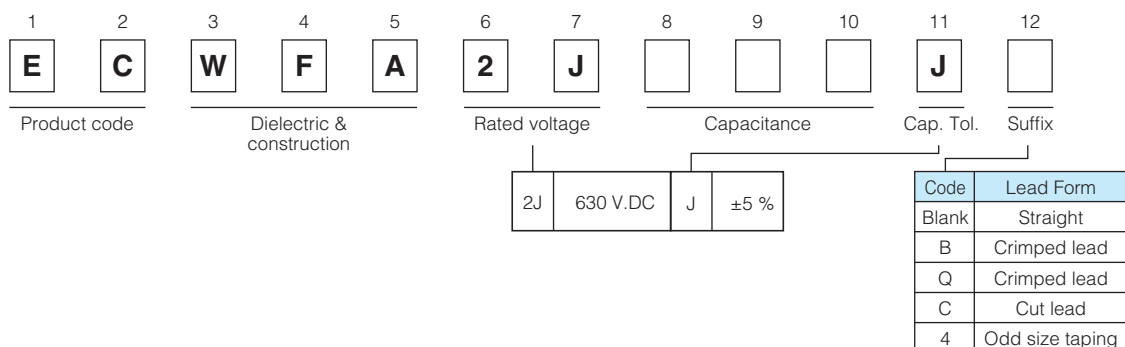 1 2 3 4 5 6 7 8 9 10 11 12
E C W F A 2 J J
Product code Dielectric & Rated voltage Capacitance Cap. Tol. Suffix
construction
2J 630 V.DC J ±5 %
Code Lead Form
Blank Straight
B Crimped lead
Q Crimped lead
C Cut lead
4 Odd size taping